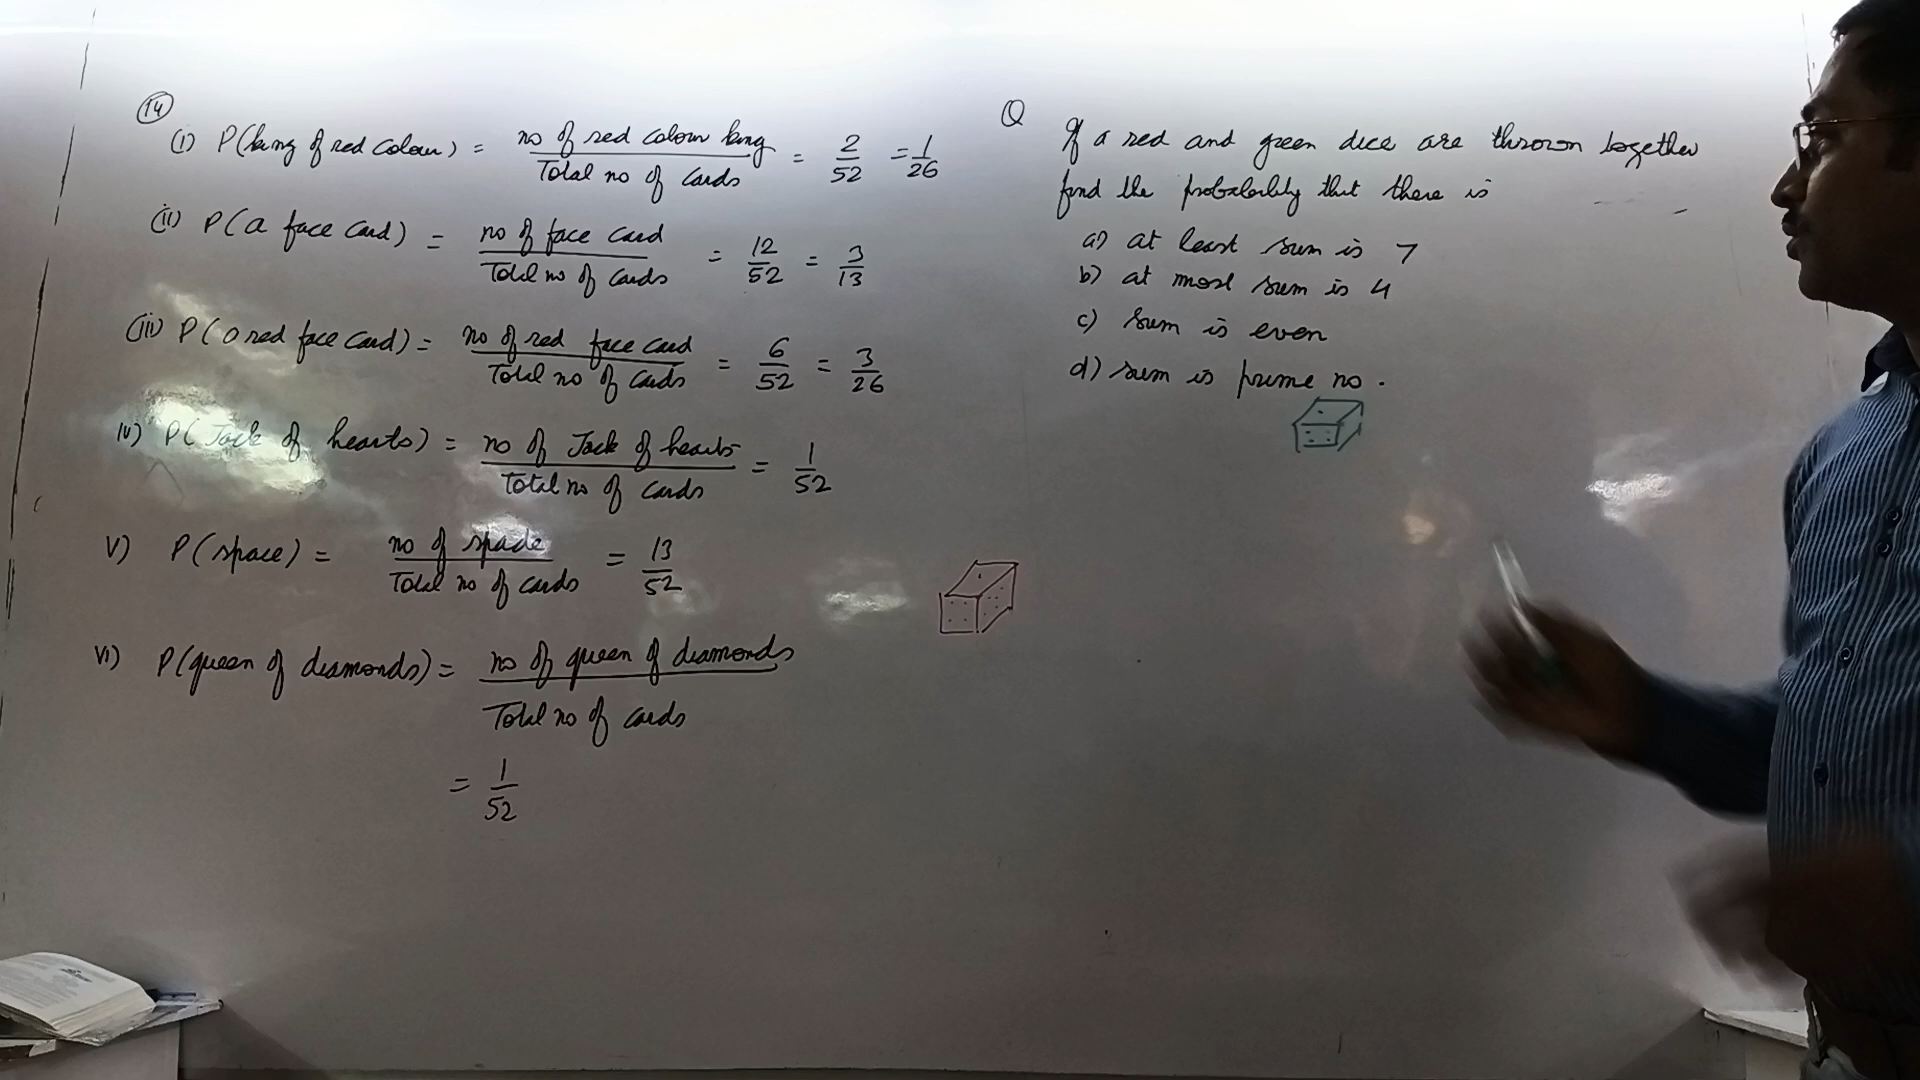 14
(i) P(king of red colour) = no of red colour king / Total no of cards = 2/52 = 1/26
(ii) P(a face card) = no of face card / Total no of cards = 12/52 = 3/13
(iii) P(a red face card) = no of red face card / Total no of cards = 6/52 = 3/26
iv) P(Jack of hearts) = no of Jack of hearts / Total no of cards = 1/52
v) P(space) = no of spade / Total no of cards = 13/52
vi) P(queen of diamonds) = no of queen of diamonds / Total no of cards
= 1/52
Q If a red and green dice are thrown together
find the probability that there is
a) at least sum is 7
b) at most sum is 4
c) sum is even
d) sum is prime no.